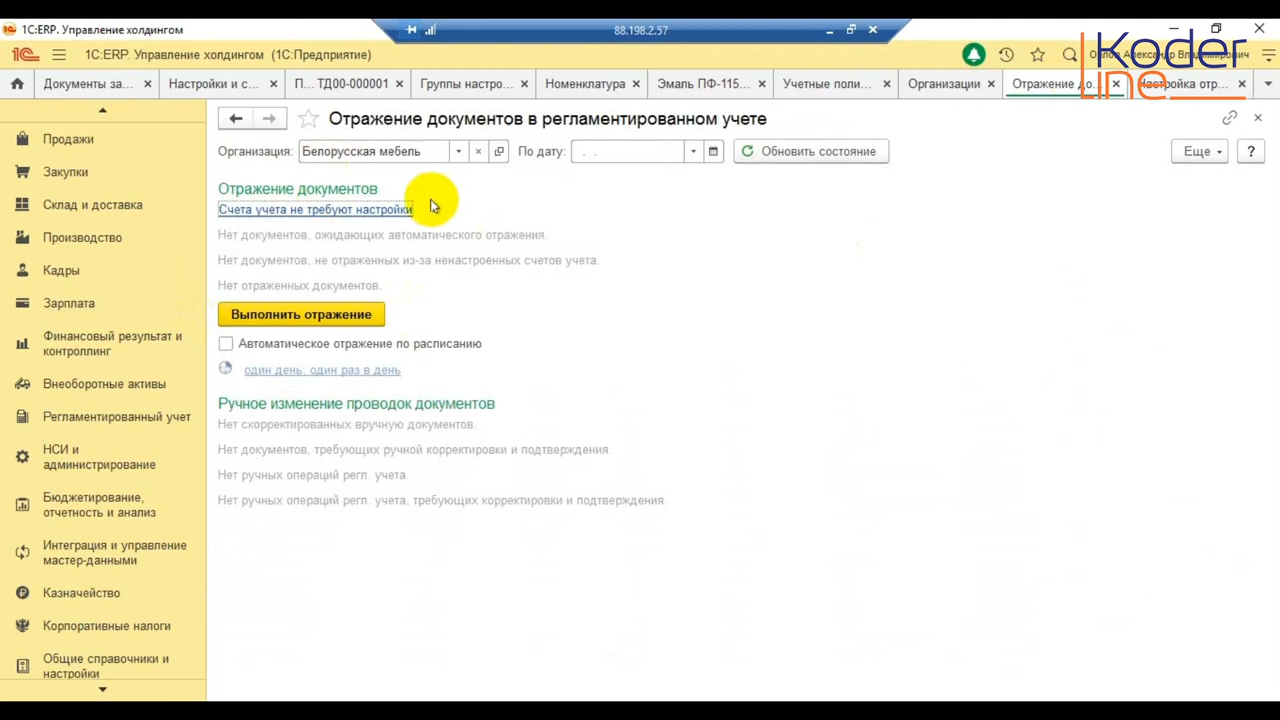 1С:ERP. Управление холдингом
88.198.2.57
1С:ERP. Управление холдингом (1С:Предприятие)
Koder
Line
Документы за...
Настройки и с...
П... ТД00-000001
Группы настро...
Номенклатура
Эмаль ПФ-115...
Учетные поли...
Организации
Отражение до...
Настройка отр...
Продажи
Закупки
Склад и доставка
Производство
Кадры
Зарплата
Финансовый результат и
контроллинг
Внеоборотные активы
Регламентированный учет
НСИ и
администрирование
Бюджетирование,
отчетность и анализ
Интеграция и управление
мастер-данными
Казначейство
Корпоративные налоги
Общие справочники и
настройки
Отражение документов в регламентированном учете
Организация: Белорусская мебель По дату: . . Обновить состояние Еще ?
Отражение документов
Счета учета не требуют настройки
Нет документов, ожидающих автоматического отражения.
Нет документов, не отраженных из-за ненастроенных счетов учета.
Нет отраженных документов.
Выполнить отражение
Автоматическое отражение по расписанию
один день; один раз в день
Ручное изменение проводок документов
Нет скорректированных вручную документов.
Нет документов, требующих ручной корректировки и подтверждения.
Нет ручных операций регл. учета.
Нет ручных операций регл. учета, требующих корректировки и подтверждения.